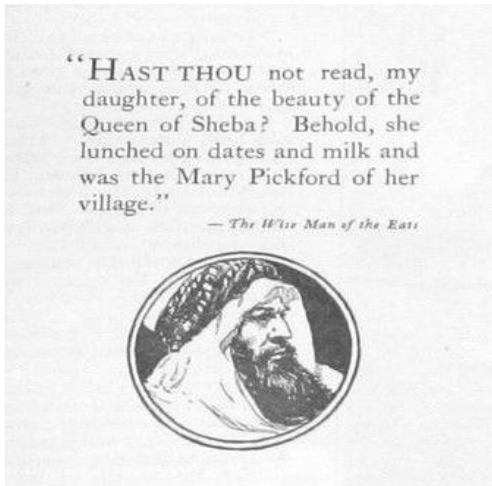 “HAST THOU not read, my
daughter, of the beauty of the
Queen of Sheba? Behold, she
lunched on dates and milk and
was the Mary Pickford of her
village.”
— The Wise Man of the Eats